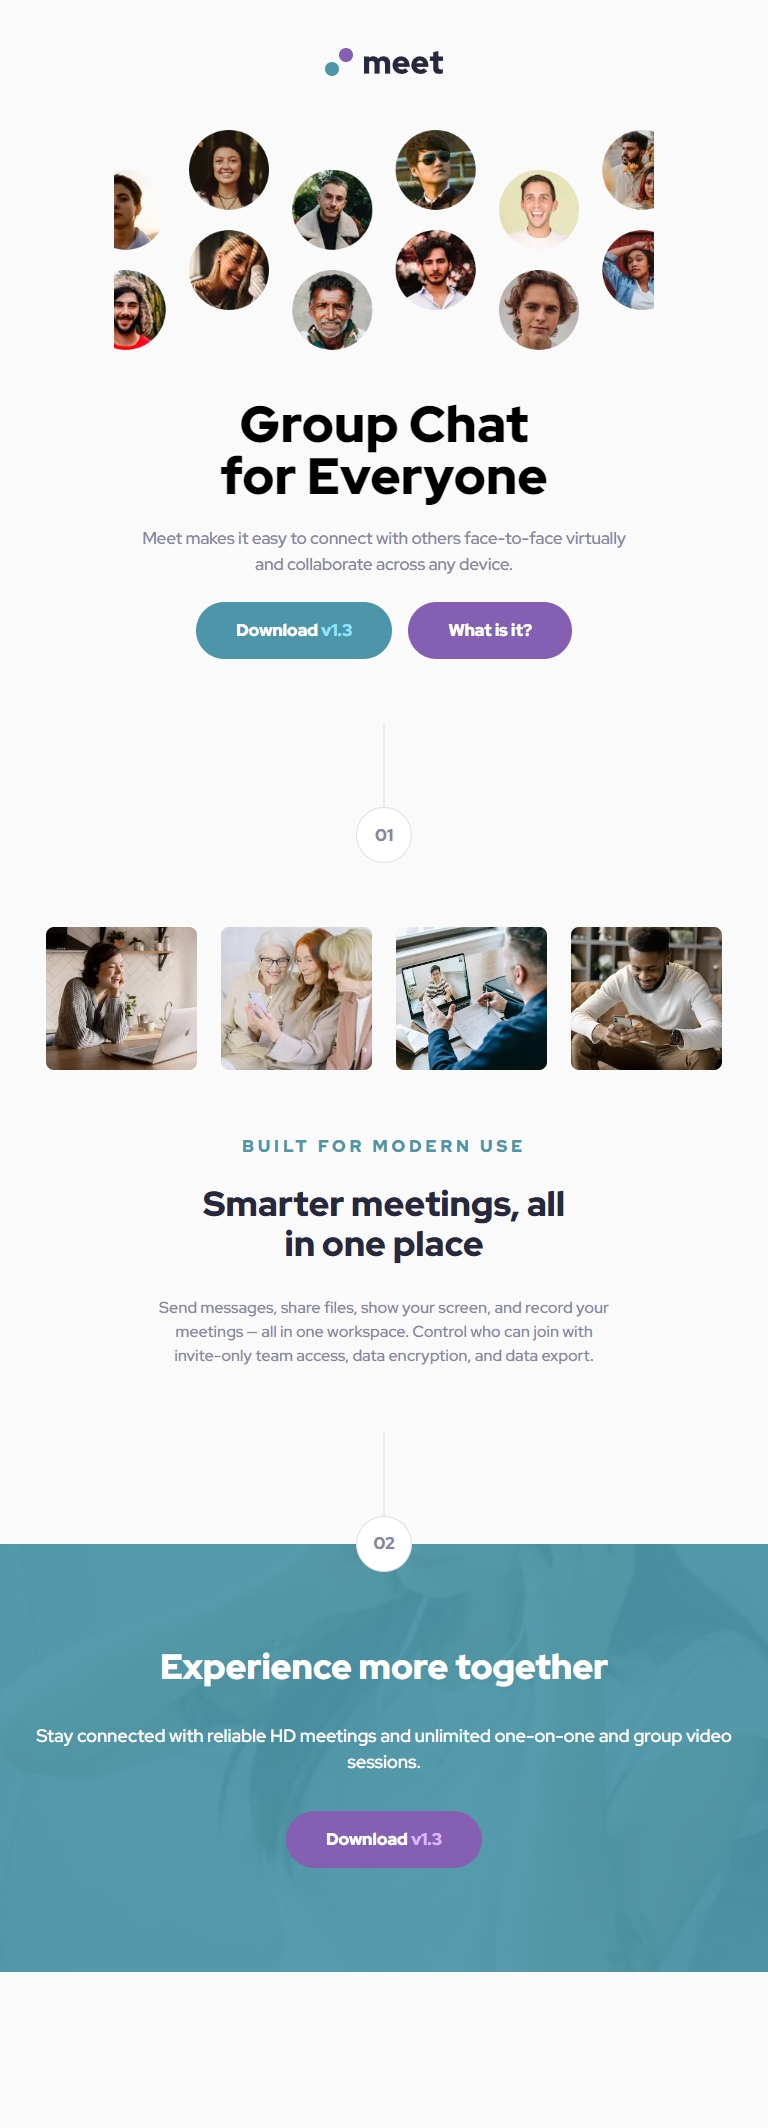 meet
Group Chat
for Everyone
Meet makes it easy to connect with others face-to-face virtually
and collaborate across any device.
Download v1.3
What is it?
01
BUILT FOR MODERN USE
Smarter meetings, all
in one place
Send messages, share files, show your screen, and record your
meetings — all in one workspace. Control who can join with
invite-only team access, data encryption, and data export.
02
Experience more together
Stay connected with reliable HD meetings and unlimited one-on-one and group video
sessions.
Download v1.3